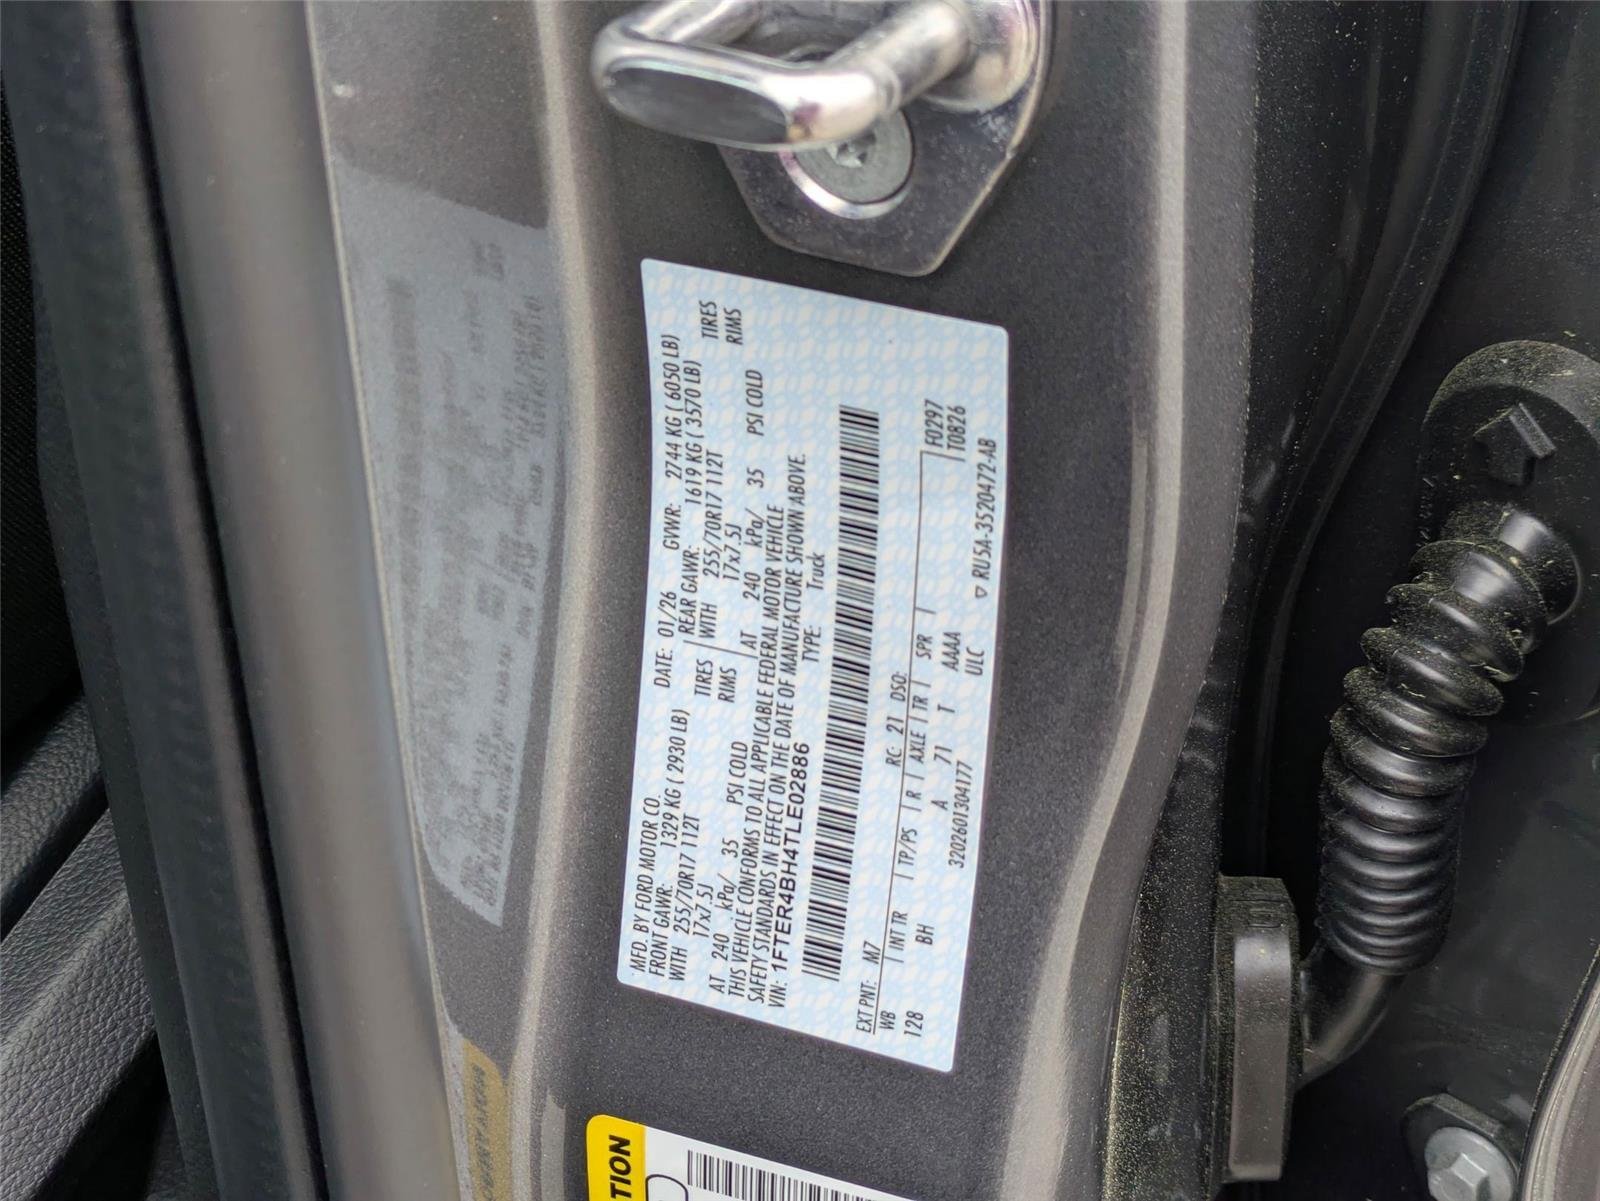 MFD. BY FORD MOTOR CO.
DATE: 01/26 GVWR: 2744 KG ( 6050 LB)
FRONT GAWR: 1329 KG ( 2930 LB) REAR GAWR: 1619 KG ( 3570 LB)
WITH 255/70R17 112T TIRES WITH 255/70R17 112T TIRES
17x7.5J RIMS 17x7.5J RIMS
AT 240 kPa/ 35 PSI COLD AT 240 kPa/ 35 PSI COLD
THIS VEHICLE CONFORMS TO ALL APPLICABLE FEDERAL MOTOR VEHICLE
SAFETY STANDARDS IN EFFECT ON THE DATE OF MANUFACTURE SHOWN ABOVE.
VIN: 1FTER4BH4TLE02886 TYPE: Truck
EXT PNT: M7 RC: 21 DSO: F0297
WB INT TR TP/PS R AXLE TR SPR T0826
128 BH A 71 T AAAA
3202601304177 ULC ▽ RU5A-3520472-AB
TION